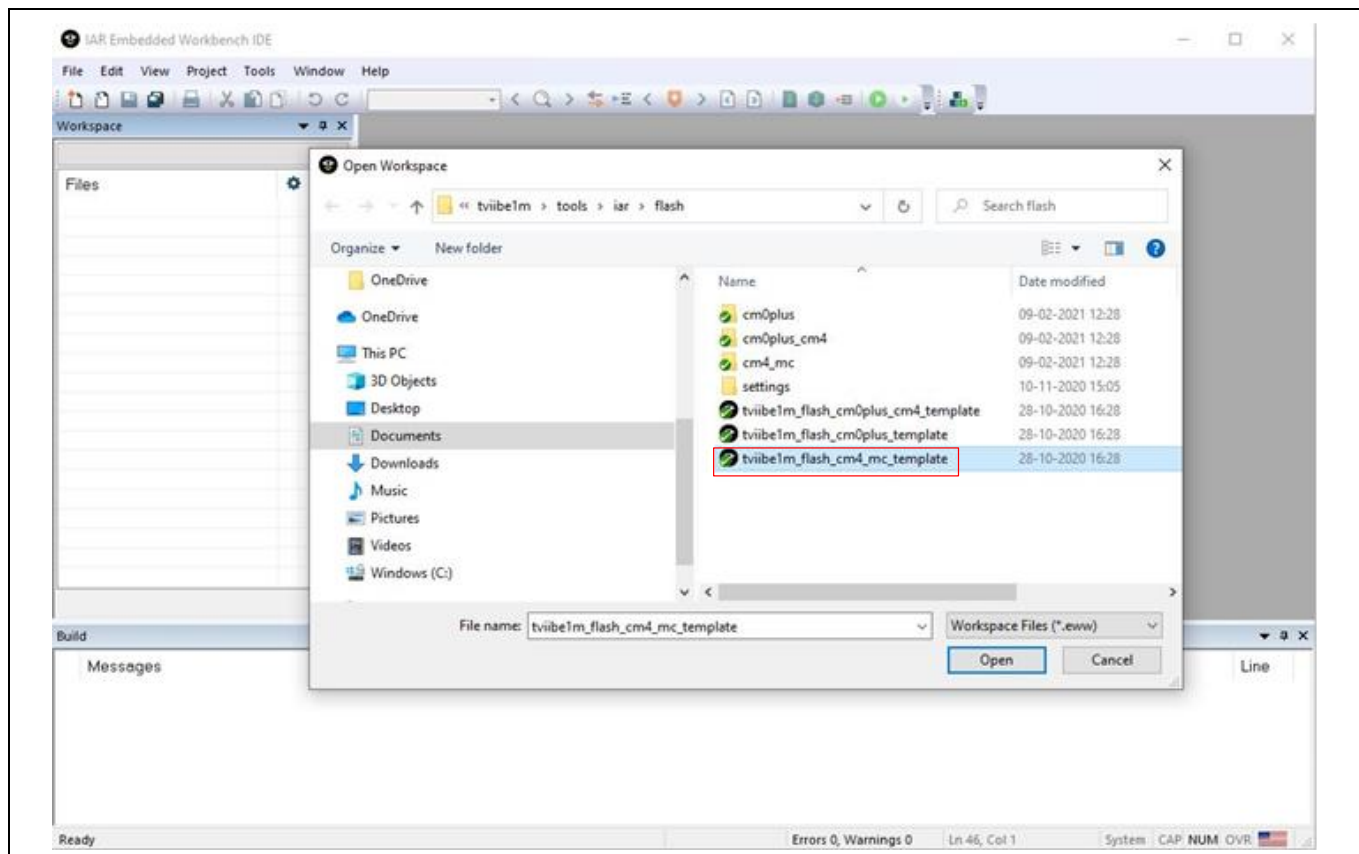 IAR Embedded Workbench IDE
File Edit View Project Tools Window Help
Workspace
Files
Open Workspace
« tviibe1m > tools > iar > flash
Search flash
Organize
New folder
OneDrive
OneDrive
This PC
3D Objects
Desktop
Documents
Downloads
Music
Pictures
Videos
Windows (C:)
Name Date modified
cm0plus 09-02-2021 12:28
cm0plus_cm4 09-02-2021 12:28
cm4_mc 09-02-2021 12:28
settings 10-11-2020 15:05
tviibe1m_flash_cm0plus_cm4_template 28-10-2020 16:28
tviibe1m_flash_cm0plus_template 28-10-2020 16:28
tviibe1m_flash_cm4_mc_template 28-10-2020 16:28
File name: tviibe1m_flash_cm4_mc_template Workspace Files (*.eww)
Open Cancel
Build
Messages Line
Ready Errors 0, Warnings 0 Ln 46, Col 1 System CAP NUM OVR